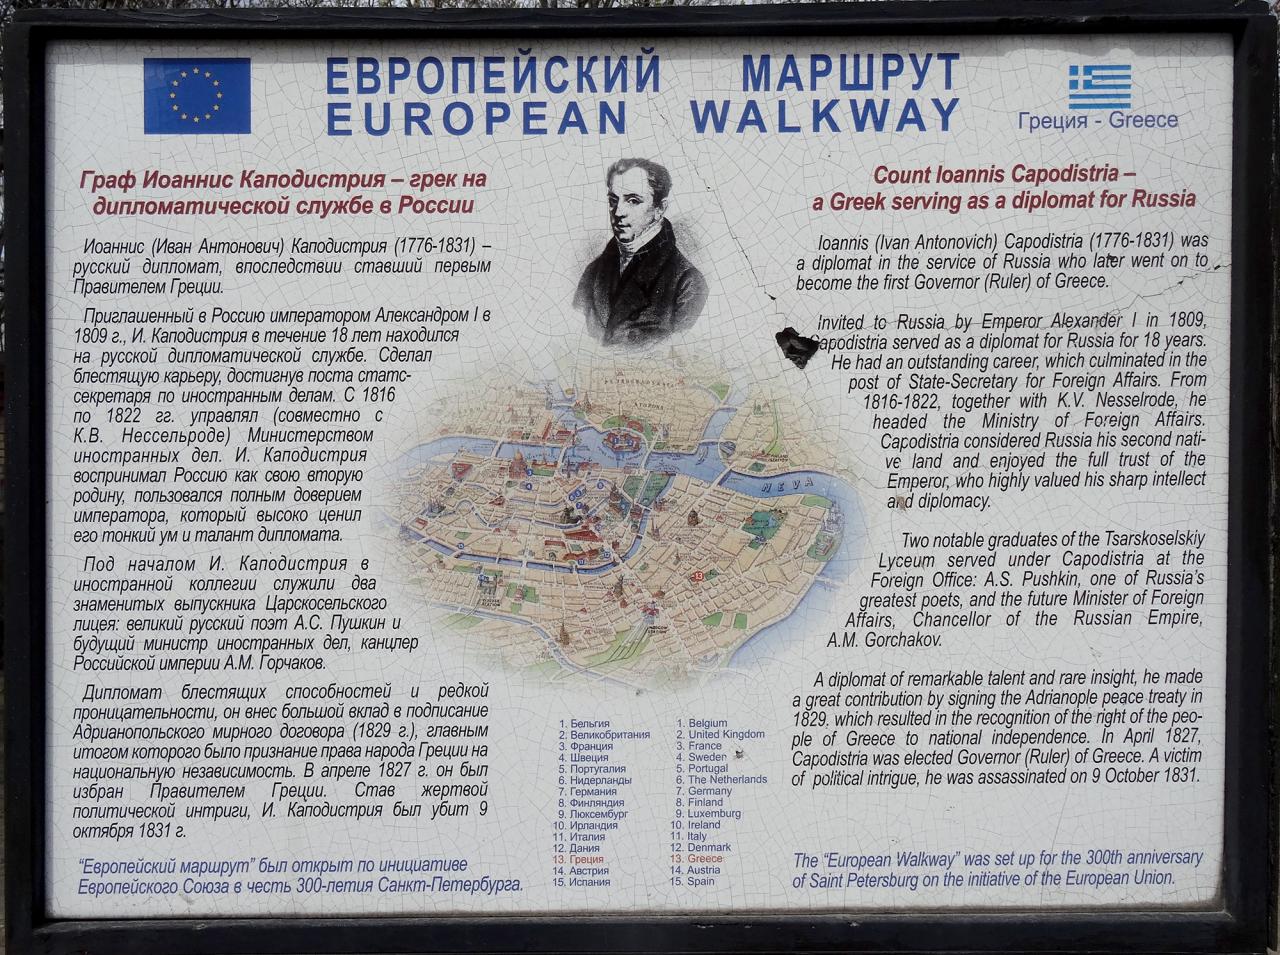 ЕВРОПЕЙСКИЙ МАРШРУТ
EUROPEAN WALKWAY
Греция - Greece
Граф Иоаннис Каподистрия – грек на
дипломатической службе в России
Иоаннис (Иван Антонович) Каподистрия (1776-1831) –
русский дипломат, впоследствии ставший первым
Правителем Греции.
Приглашенный в Россию императором Александром I в
1809 г., И. Каподистрия в течение 18 лет находился
на русской дипломатической службе. Сделал
блестящую карьеру, достигнув поста статс-
секретаря по иностранным делам. С 1816
по 1822 гг. управлял (совместно с
К.В. Нессельроде) Министерством
иностранных дел. И. Каподистрия
воспринимал Россию как свою вторую
родину, пользовался полным доверием
императора, который высоко ценил
его тонкий ум и талант дипломата.
Под началом И. Каподистрия в
иностранной коллегии служили два
знаменитых выпускника Царскосельского
лицея: великий русский поэт А.С. Пушкин и
будущий министр иностранных дел, канцлер
Российской империи А.М. Горчаков.
Дипломат блестящих способностей и редкой
проницательности, он внес большой вклад в подписание
Адрианопольского мирного договора (1829 г.), главным
итогом которого было признание права народа Греции на
национальную независимость. В апреле 1827 г. он был
избран Правителем Греции. Став жертвой
политической интриги, И. Каподистрия был убит 9
октября 1831 г.
"Европейский маршрут" был открыт по инициативе
Европейского Союза в честь 300-летия Санкт-Петербурга.
NEVA
1. Бельгия
2. Великобритания
3. Франция
4. Швеция
5. Португалия
6. Нидерланды
7. Германия
8. Финляндия
9. Люксембург
10. Ирландия
11. Италия
12. Дания
13. Греция
14. Австрия
15. Испания
1. Belgium
2. United Kingdom
3. France
4. Sweden
5. Portugal
6. The Netherlands
7. Germany
8. Finland
9. Luxemburg
10. Ireland
11. Italy
12. Denmark
13. Greece
14. Austria
15. Spain
Count Ioannis Capodistria –
a Greek serving as a diplomat for Russia
Ioannis (Ivan Antonovich) Capodistria (1776-1831) was
a diplomat in the service of Russia who later went on to
become the first Governor (Ruler) of Greece.
Invited to Russia by Emperor Alexander I in 1809,
Capodistria served as a diplomat for Russia for 18 years.
He had an outstanding career, which culminated in the
post of State-Secretary for Foreign Affairs. From
1816-1822, together with K.V. Nesselrode, he
headed the Ministry of Foreign Affairs.
Capodistria considered Russia his second nati-
ve land and enjoyed the full trust of the
Emperor, who highly valued his sharp intellect
and diplomacy.
Two notable graduates of the Tsarskoselskiy
Lyceum served under Capodistria at the
Foreign Office: A.S. Pushkin, one of Russia's
greatest poets, and the future Minister of Foreign
Affairs, Chancellor of the Russian Empire,
A.M. Gorchakov.
A diplomat of remarkable talent and rare insight, he made
a great contribution by signing the Adrianople peace treaty in
1829, which resulted in the recognition of the right of the peo-
ple of Greece to national independence. In April 1827,
Capodistria was elected Governor (Ruler) of Greece. A victim
of political intrigue, he was assassinated on 9 October 1831.
The "European Walkway" was set up for the 300th anniversary
of Saint Petersburg on the initiative of the European Union.